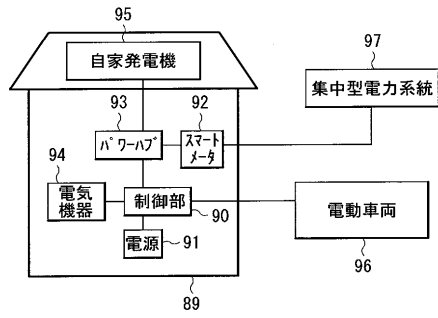 95
自家発電機
97
集中型電力系統
93
92
パワーハブ
スマート
メータ
94
電気
機器
制御部
90
電動車両
96
電源
91
89